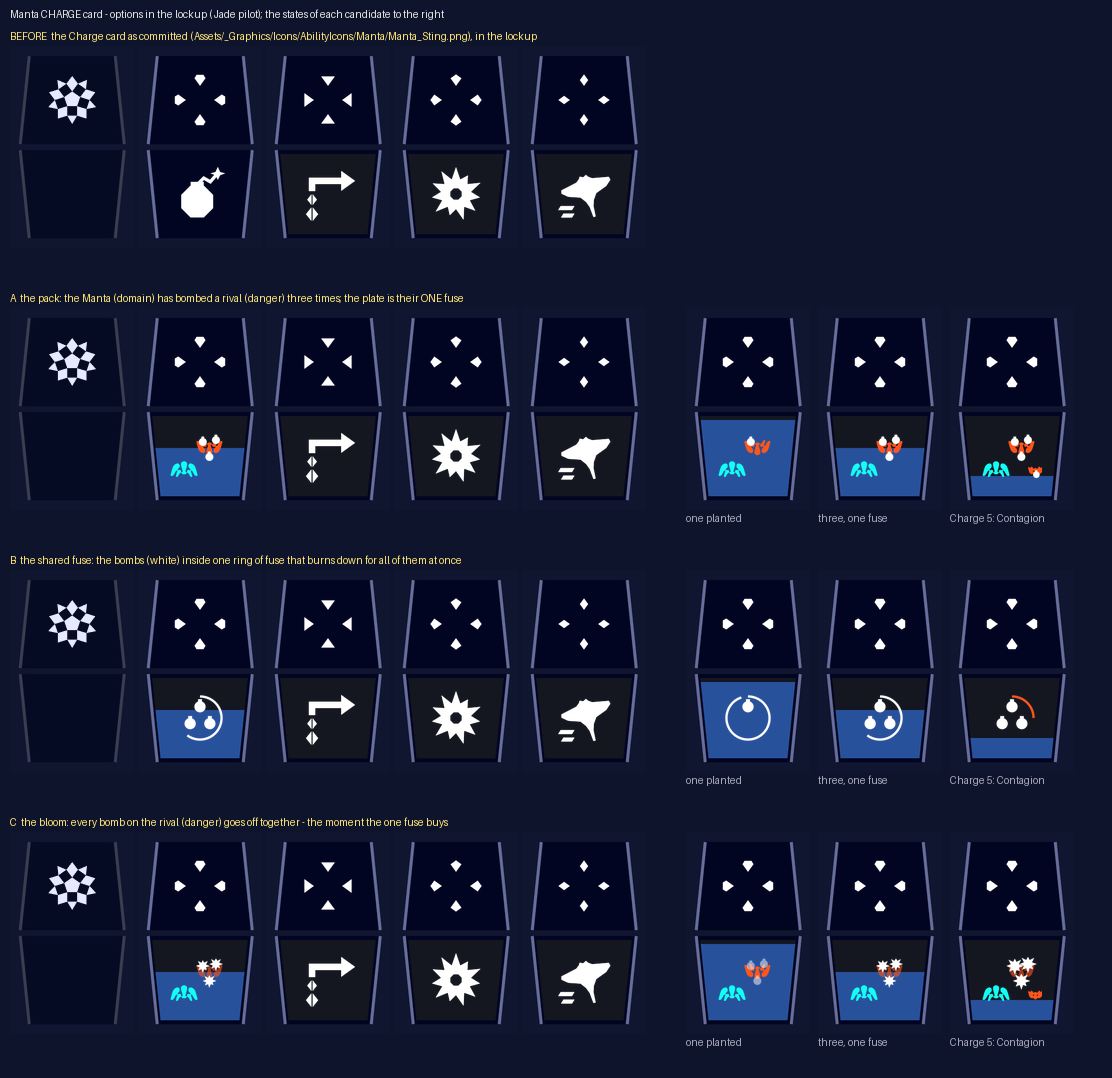 Manta CHARGE card - options in the lockup (Jade pilot); the states of each candidate to the right
BEFORE the Charge card as committed (Assets/_Graphics/Icons/AbilityIcons/Manta/Manta_Sting.png), in the lockup
A the pack: the Manta (domain) has bombed a rival (danger) three times; the plate is their ONE fuse
one planted
three, one fuse
Charge 5: Contagion
B the shared fuse: the bombs (white) inside one ring of fuse that burns down for all of them at once
one planted
three, one fuse
Charge 5: Contagion
C the bloom: every bomb on the rival (danger) goes off together - the moment the one fuse buys
one planted
three, one fuse
Charge 5: Contagion